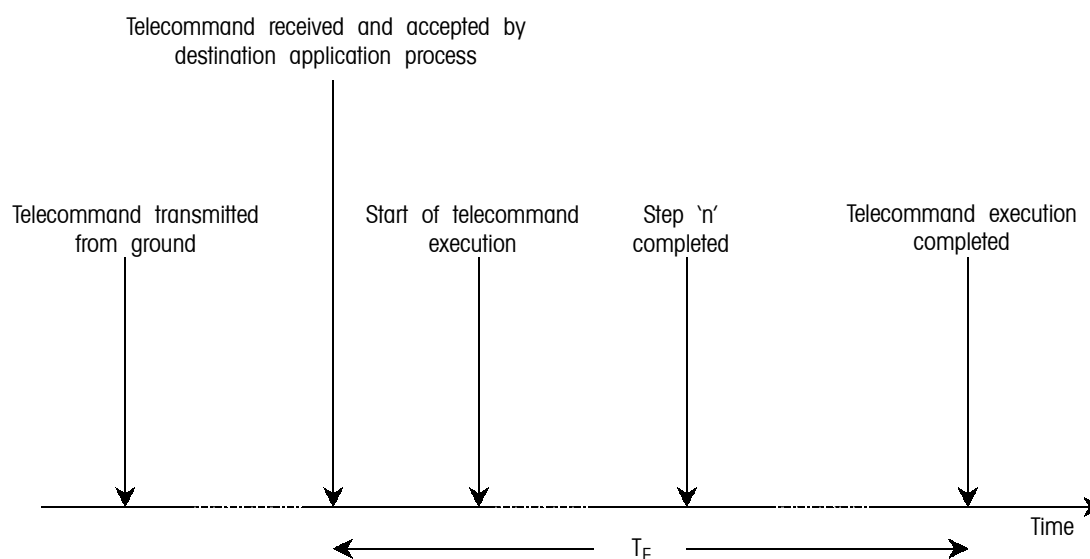 Telecommand received and accepted by
destination application process
Telecommand transmitted
from ground
Start of telecommand
execution
Step ‘n’
completed
Telecommand execution
completed
Time
T_E